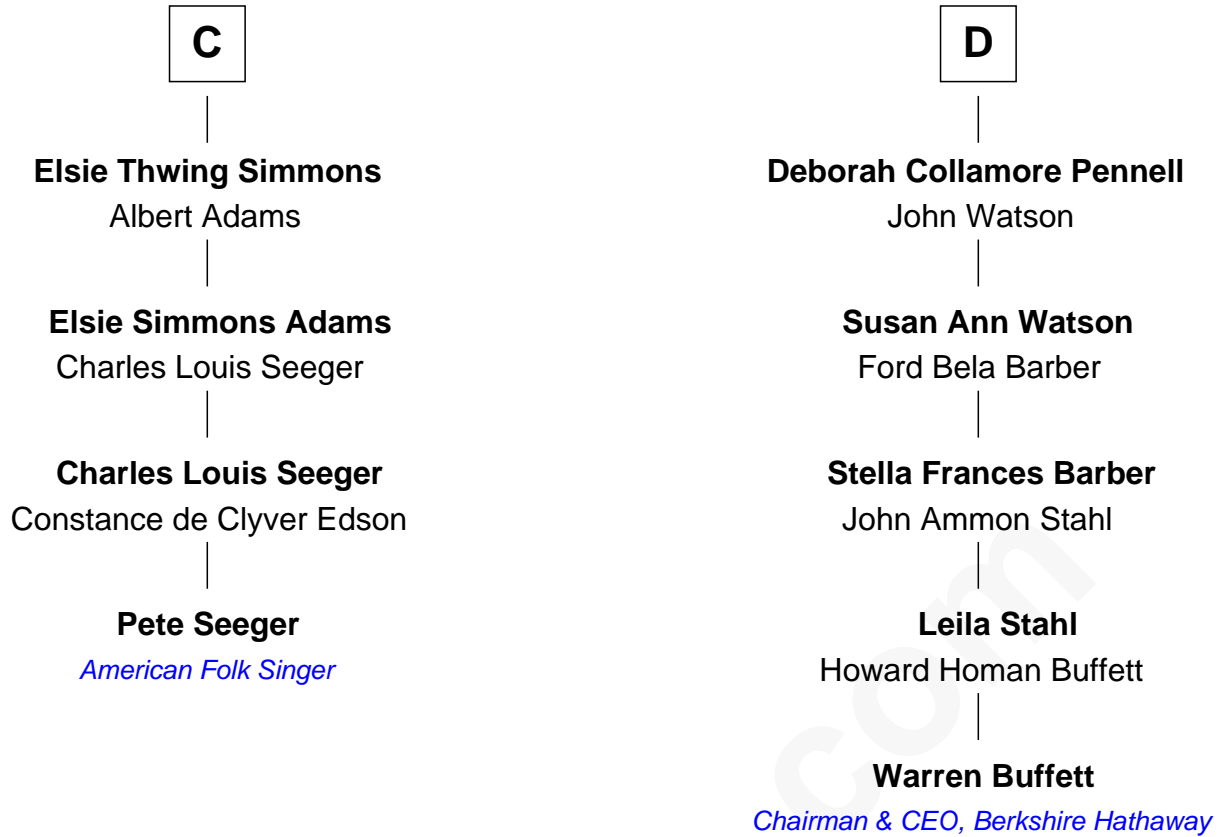 C
Elsie Thwing Simmons
Albert Adams
Elsie Simmons Adams
Charles Louis Seeger
Charles Louis Seeger
Constance de Clyver Edson
Pete Seeger
American Folk Singer
D
Deborah Collamore Pennell
John Watson
Susan Ann Watson
Ford Bela Barber
Stella Frances Barber
John Ammon Stahl
Leila Stahl
Howard Homan Buffett
Warren Buffett
Chairman & CEO, Berkshire Hathaway
com